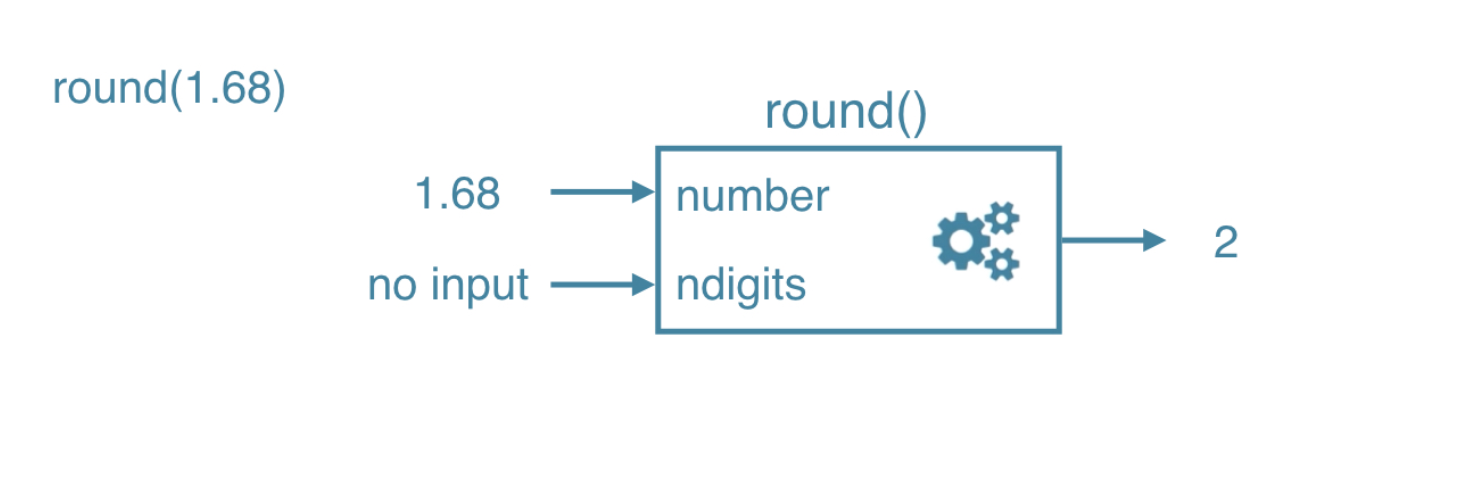 round(1.68)
round()
1.68
number
no input
ndigits
2